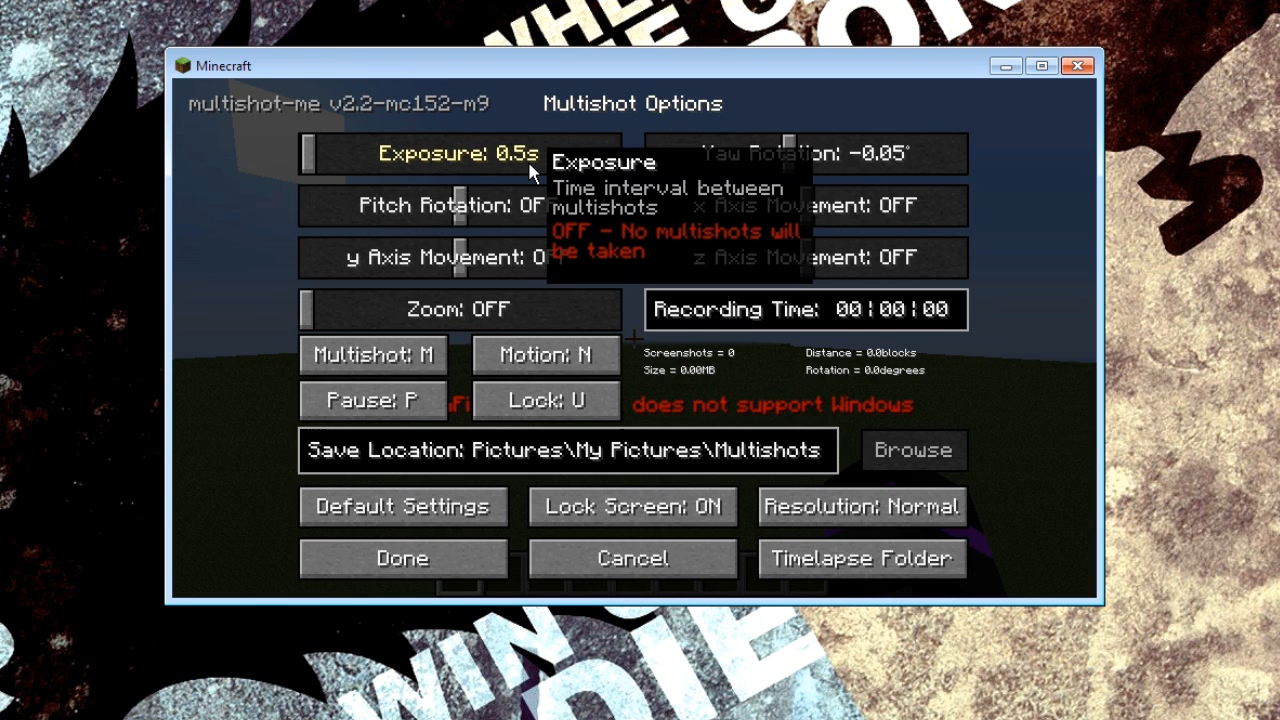 Minecraft
multishot-me v2.2-mc152-m9
Multishot Options
Exposure: 0.5s
Yaw Rotation: -0.05°
Exposure
Time interval between
multishots
OFF - No multishots will
be taken
Pitch Rotation: OFF
x Axis Movement: OFF
y Axis Movement: OFF
z Axis Movement: OFF
Zoom: OFF
Recording Time: 00:00:00
Multishot: M
Motion: N
Screenshots = 0
Distance = 0.0blocks
Size = 0.00MB
Rotation = 0.0degrees
Pause: P
Lock: U
does not support Windows
Save Location: Pictures\My Pictures\Multishots
Browse
Default Settings
Lock Screen: ON
Resolution: Normal
Done
Cancel
Timelapse Folder
WIN
DIE